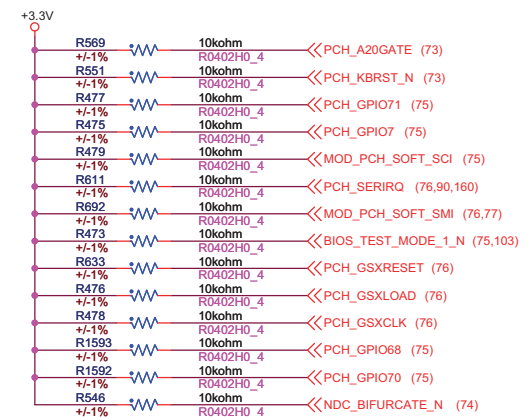 +3.3V
R569 10kohm PCH_A20GATE (73)
+/-1% R0402H0_4
R551 10kohm PCH_KBRST_N (73)
+/-1% R0402H0_4
R477 10kohm PCH_GPIO71 (75)
+/-1% R0402H0_4
R475 10kohm PCH_GPIO7 (75)
+/-1% R0402H0_4
R479 10kohm MOD_PCH_SOFT_SCI (75)
+/-1% R0402H0_4
R611 10kohm PCH_SERIRQ (76,90,160)
+/-1% R0402H0_4
R692 10kohm MOD_PCH_SOFT_SMI (76,77)
+/-1% R0402H0_4
R473 10kohm BIOS_TEST_MODE_1_N (75,103)
+/-1% R0402H0_4
R633 10kohm PCH_GSXRESET (76)
+/-1% R0402H0_4
R476 10kohm PCH_GSXLOAD (76)
+/-1% R0402H0_4
R478 10kohm PCH_GSXCLK (76)
+/-1% R0402H0_4
R1593 10kohm PCH_GPIO68 (75)
+/-1% R0402H0_4
R1592 10kohm PCH_GPIO70 (75)
+/-1% R0402H0_4
R546 10kohm NDC_BIFURCATE_N (74)
+/-1% R0402H0_4